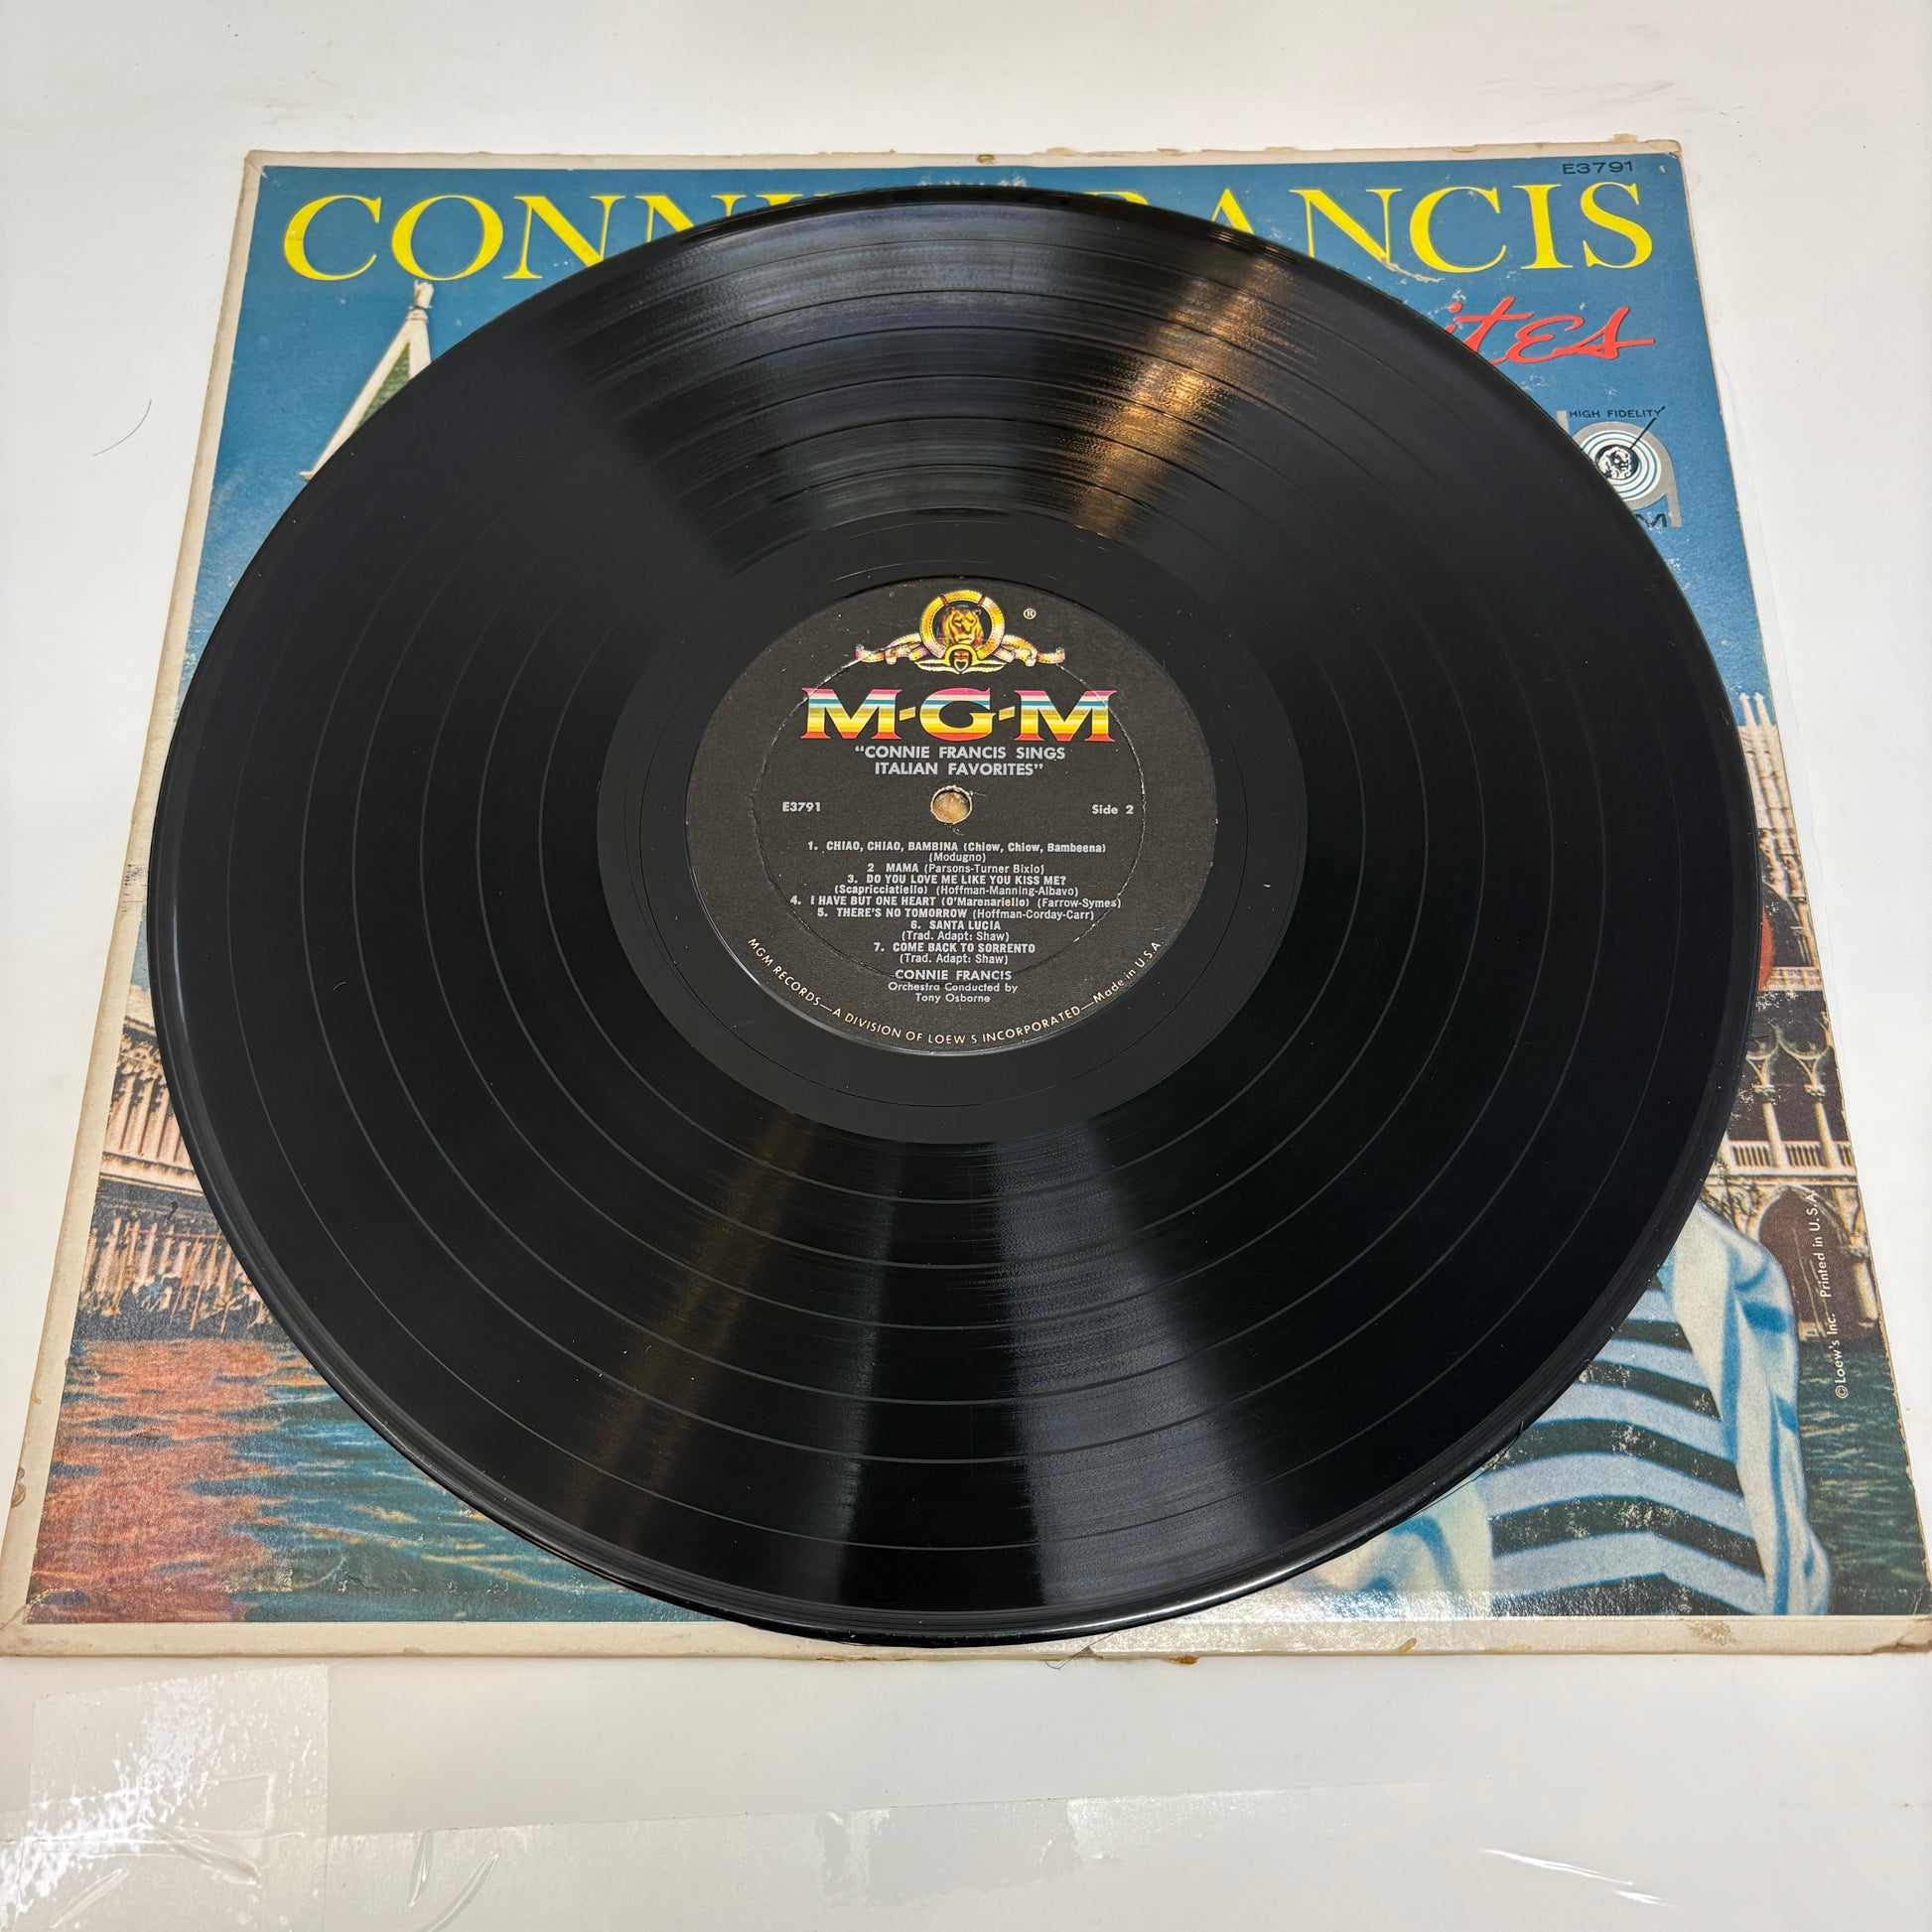 E3791
CONNI RANCIS
ites
HIGH FIDELITY
M
®
M-G-M
"CONNIE FRANCIS SINGS
ITALIAN FAVORITES"
E3791 Side 2
1. CHIAO, CHIAO, BAMBINA (Chiow, Chiow, Bambeena)
(Modugno)
2 MAMA (Parsons-Turner Bixio)
3. DO YOU LOVE ME LIKE YOU KISS ME?
(Scapricciatiello) (Hoffman-Manning-Albavo)
4. I HAVE BUT ONE HEART (O'Marenariello) (Farrow-Symes)
5. THERE'S NO TOMORROW (Hoffman-Corday-Carr)
6. SANTA LUCIA
(Trad. Adapt: Shaw)
7. COME BACK TO SORRENTO
(Trad. Adapt: Shaw)
CONNIE FRANCIS
Orchestra Conducted by
Tony Osborne
MGM RECORDS—A DIVISION OF LOEW S INCORPORATED—Made in U.S.A
©Loew's Inc. Printed in U.S.A.